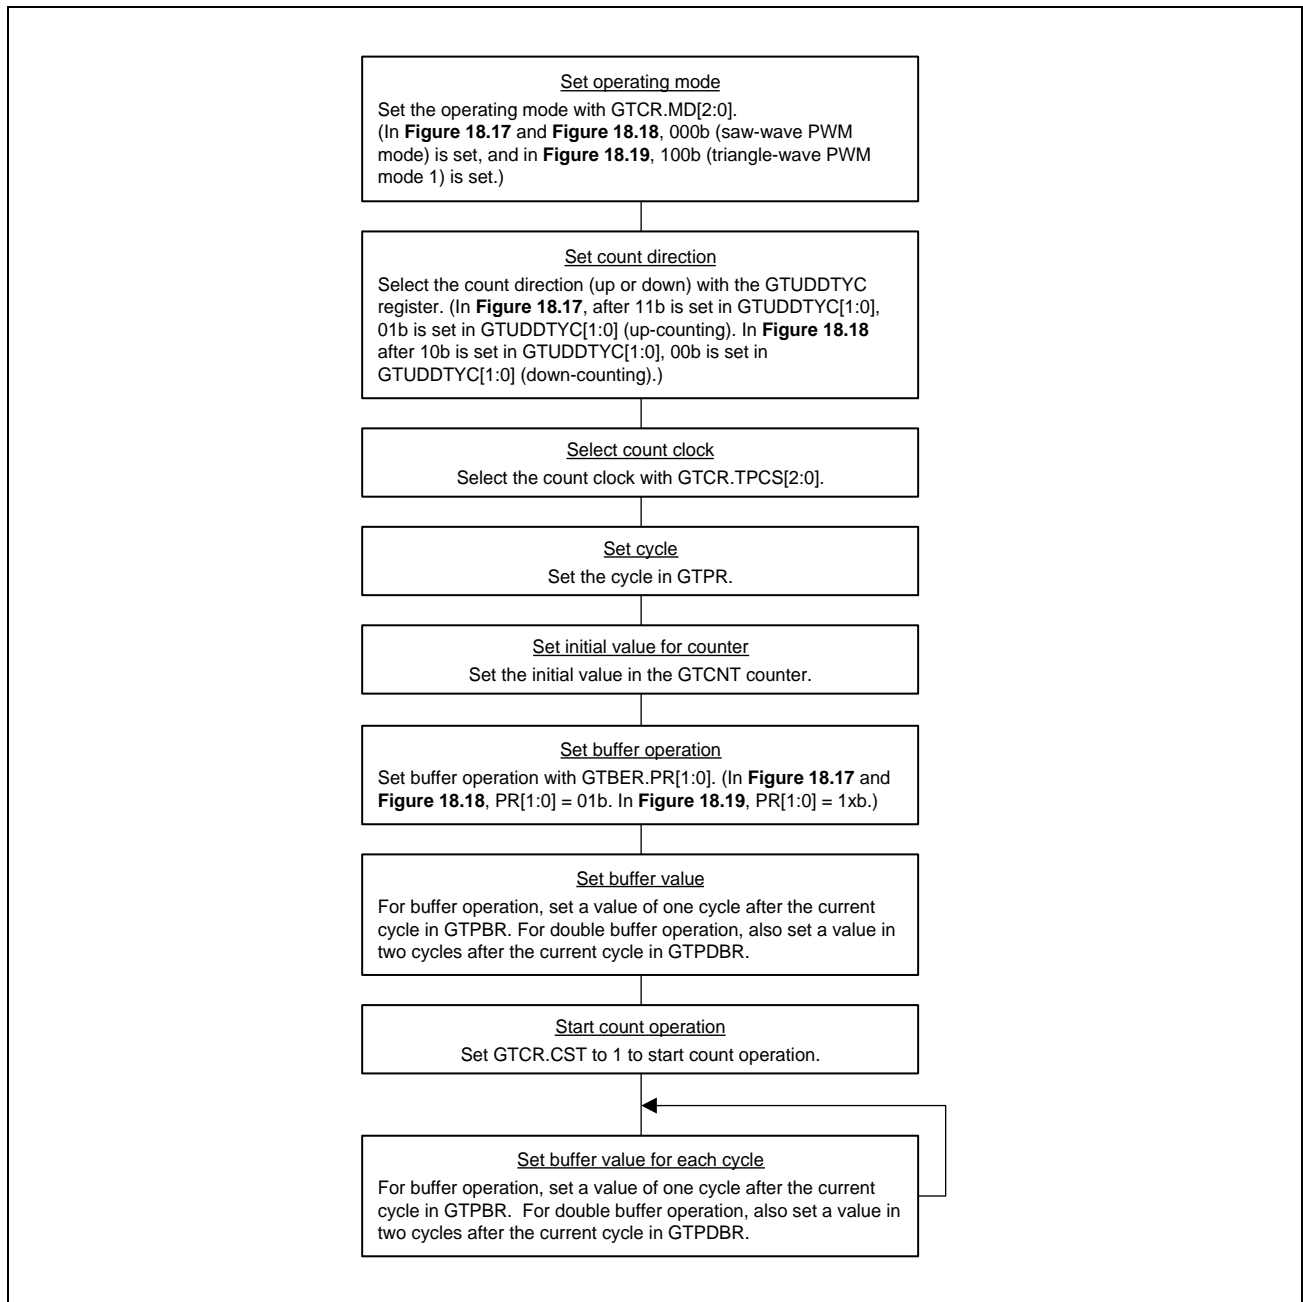 Set operating mode
Set the operating mode with GTCR.MD[2:0].
(In Figure 18.17 and Figure 18.18, 000b (saw-wave PWM
mode) is set, and in Figure 18.19, 100b (triangle-wave PWM
mode 1) is set.)
Set count direction
Select the count direction (up or down) with the GTUDDTYC
register. (In Figure 18.17, after 11b is set in GTUDDTYC[1:0],
01b is set in GTUDDTYC[1:0] (up-counting). In Figure 18.18
after 10b is set in GTUDDTYC[1:0], 00b is set in
GTUDDTYC[1:0] (down-counting).)
Select count clock
Select the count clock with GTCR.TPCS[2:0].
Set cycle
Set the cycle in GTPR.
Set initial value for counter
Set the initial value in the GTCNT counter.
Set buffer operation
Set buffer operation with GTBER.PR[1:0]. (In Figure 18.17 and
Figure 18.18, PR[1:0] = 01b. In Figure 18.19, PR[1:0] = 1xb.)
Set buffer value
For buffer operation, set a value of one cycle after the current
cycle in GTPBR. For double buffer operation, also set a value in
two cycles after the current cycle in GTPDBR.
Start count operation
Set GTCR.CST to 1 to start count operation.
Set buffer value for each cycle
For buffer operation, set a value of one cycle after the current
cycle in GTPBR.  For double buffer operation, also set a value in
two cycles after the current cycle in GTPDBR.